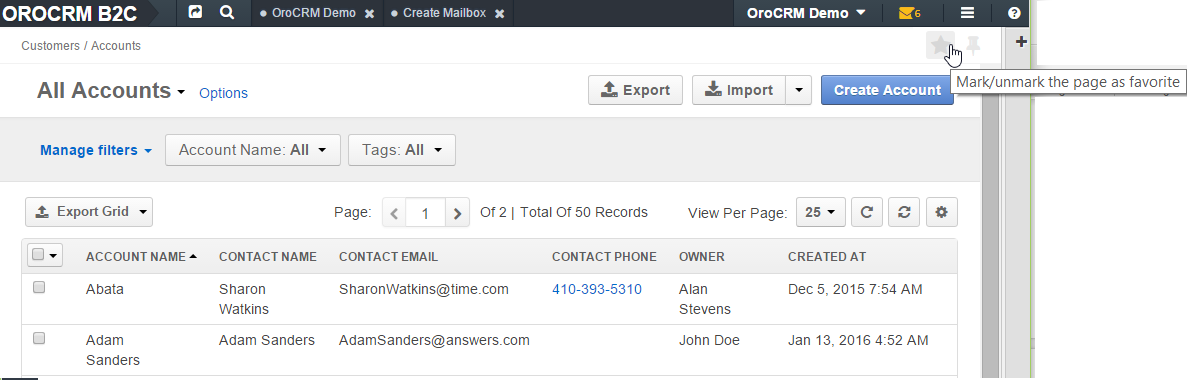 OROCRM B2C OroCRM Demo × Create Mailbox × OroCRM Demo 6 ?
Customers / Accounts
All Accounts Options Export Import Create Account
Mark/unmark the page as favorite
Manage filters Account Name: All Tags: All
Export Grid Page: < 1 > Of 2 | Total Of 50 Records View Per Page: 25
ACCOUNT NAME CONTACT NAME CONTACT EMAIL CONTACT PHONE OWNER CREATED AT
Abata Sharon SharonWatkins@time.com 410-393-5310 Alan Dec 5, 2015 7:54 AM
Watkins Stevens
Adam Adam Sanders AdamSanders@answers.com John Doe Jan 13, 2016 4:52 AM
Sanders